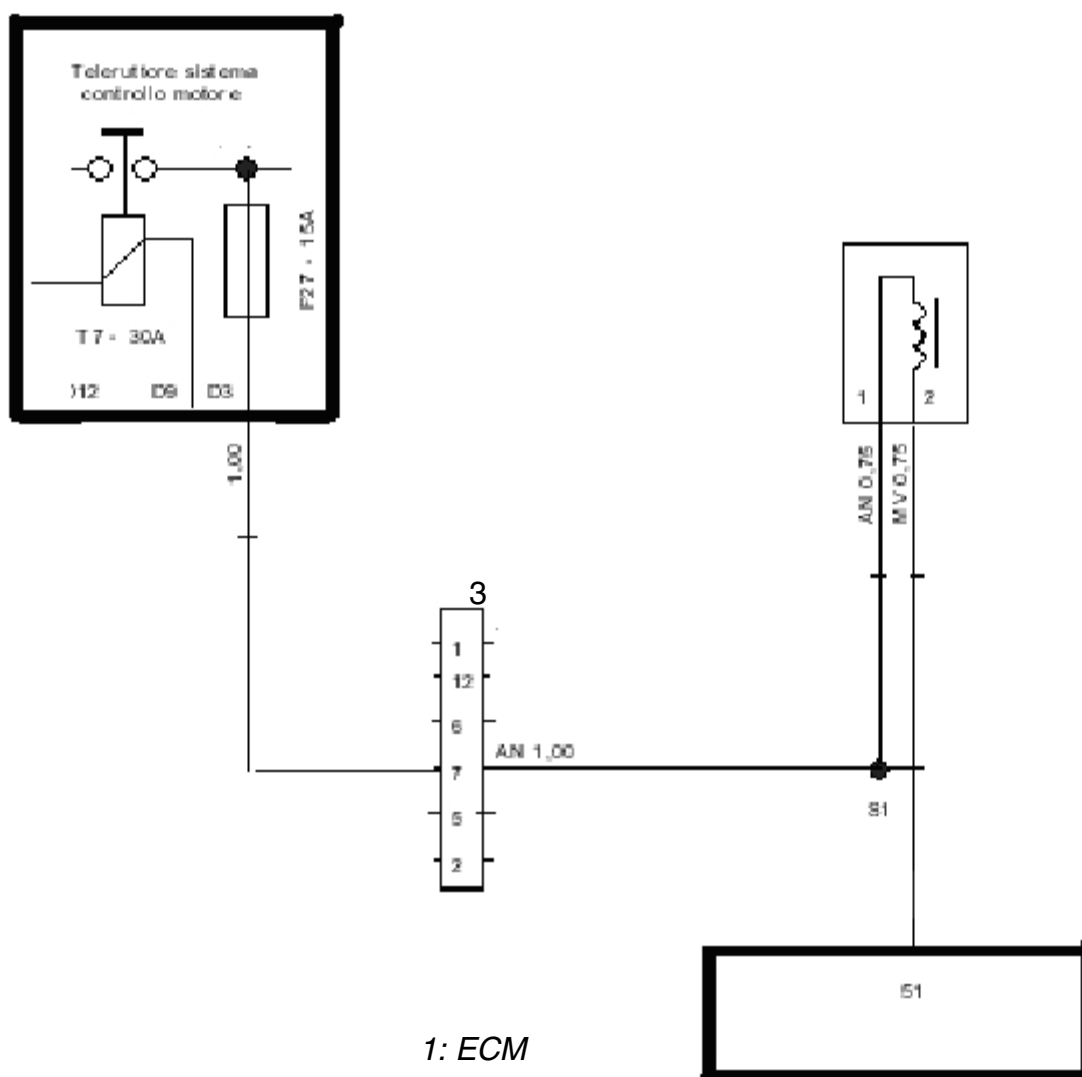 Teleruttore sistema
controllo motore
F27 - 15A
T7 - 30A
D9 D3
1,00
1 2
AN 0,75
MV 0,75
3
1
12
6
7
5
2
AN 1,00
S1
51
1: ECM